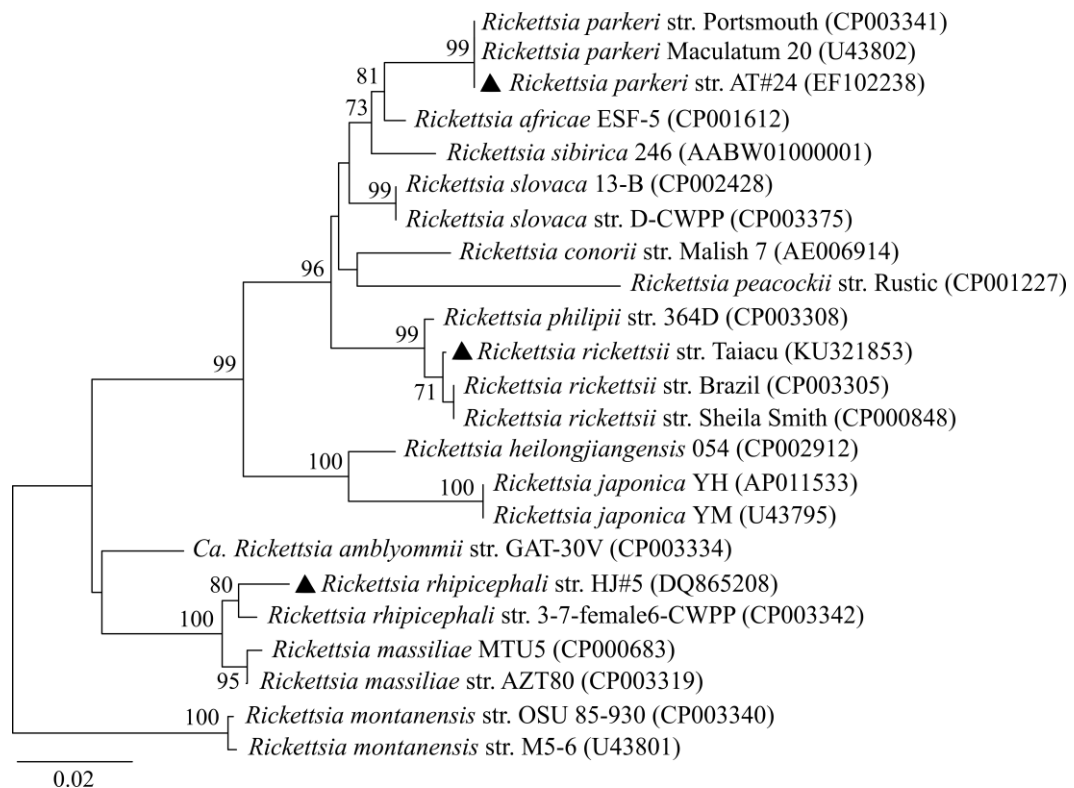 Rickettsia parkeri str. Portsmouth (CP003341)
99 Rickettsia parkeri Maculatum 20 (U43802)
▲ Rickettsia parkeri str. AT#24 (EF102238)
81
73
Rickettsia africae ESF-5 (CP001612)
Rickettsia sibirica 246 (AABW01000001)
99 Rickettsia slovaca 13-B (CP002428)
Rickettsia slovaca str. D-CWPP (CP003375)
Rickettsia conorii str. Malish 7 (AE006914)
96
Rickettsia peacockii str. Rustic (CP001227)
Rickettsia philipii str. 364D (CP003308)
99
▲ Rickettsia rickettsii str. Taiacu (KU321853)
99
71 Rickettsia rickettsii str. Brazil (CP003305)
Rickettsia rickettsii str. Sheila Smith (CP000848)
Rickettsia heilongjiangensis 054 (CP002912)
100
100 Rickettsia japonica YH (AP011533)
Rickettsia japonica YM (U43795)
Ca. Rickettsia amblyommii str. GAT-30V (CP003334)
80 ▲ Rickettsia rhipicephali str. HJ#5 (DQ865208)
100 Rickettsia rhipicephali str. 3-7-female6-CWPP (CP003342)
Rickettsia massiliae MTU5 (CP000683)
95 Rickettsia massiliae str. AZT80 (CP003319)
100 Rickettsia montanensis str. OSU 85-930 (CP003340)
Rickettsia montanensis str. M5-6 (U43801)
0.02